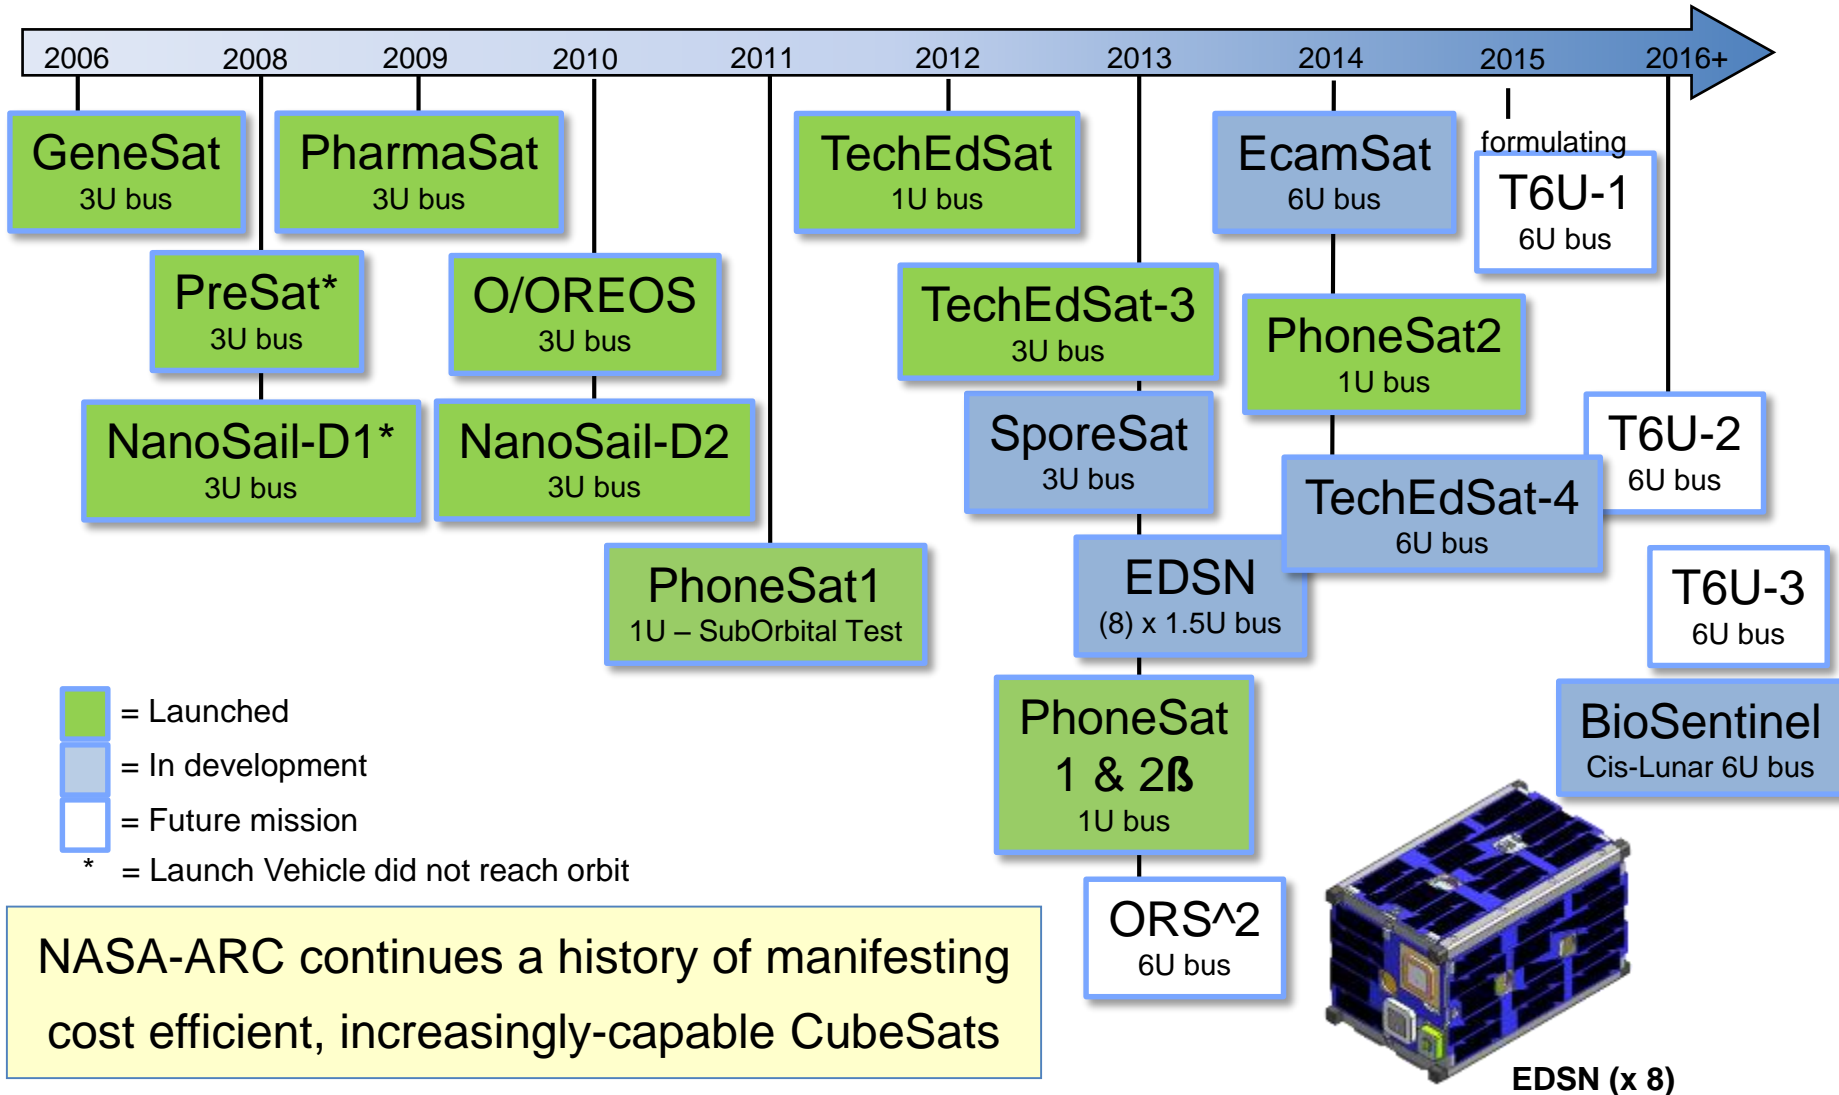 2006 2008 2009 2010 2011 2012 2013 2014 2015 2016+
GeneSat
3U bus
PharmaSat
3U bus
TechEdSat
1U bus
EcamSat
6U bus
formulating
T6U-1
6U bus
PreSat*
3U bus
O/OREOS
3U bus
TechEdSat-3
3U bus
PhoneSat2
1U bus
NanoSail-D1*
3U bus
NanoSail-D2
3U bus
SporeSat
3U bus
T6U-2
6U bus
TechEdSat-4
6U bus
PhoneSat1
1U – SubOrbital Test
EDSN
(8) x 1.5U bus
T6U-3
6U bus
PhoneSat
1 & 2ß
1U bus
BioSentinel
Cis-Lunar 6U bus
ORS^2
6U bus
= Launched
= In development
= Future mission
* = Launch Vehicle did not reach orbit
NASA-ARC continues a history of manifesting
cost efficient, increasingly-capable CubeSats
EDSN (x 8)